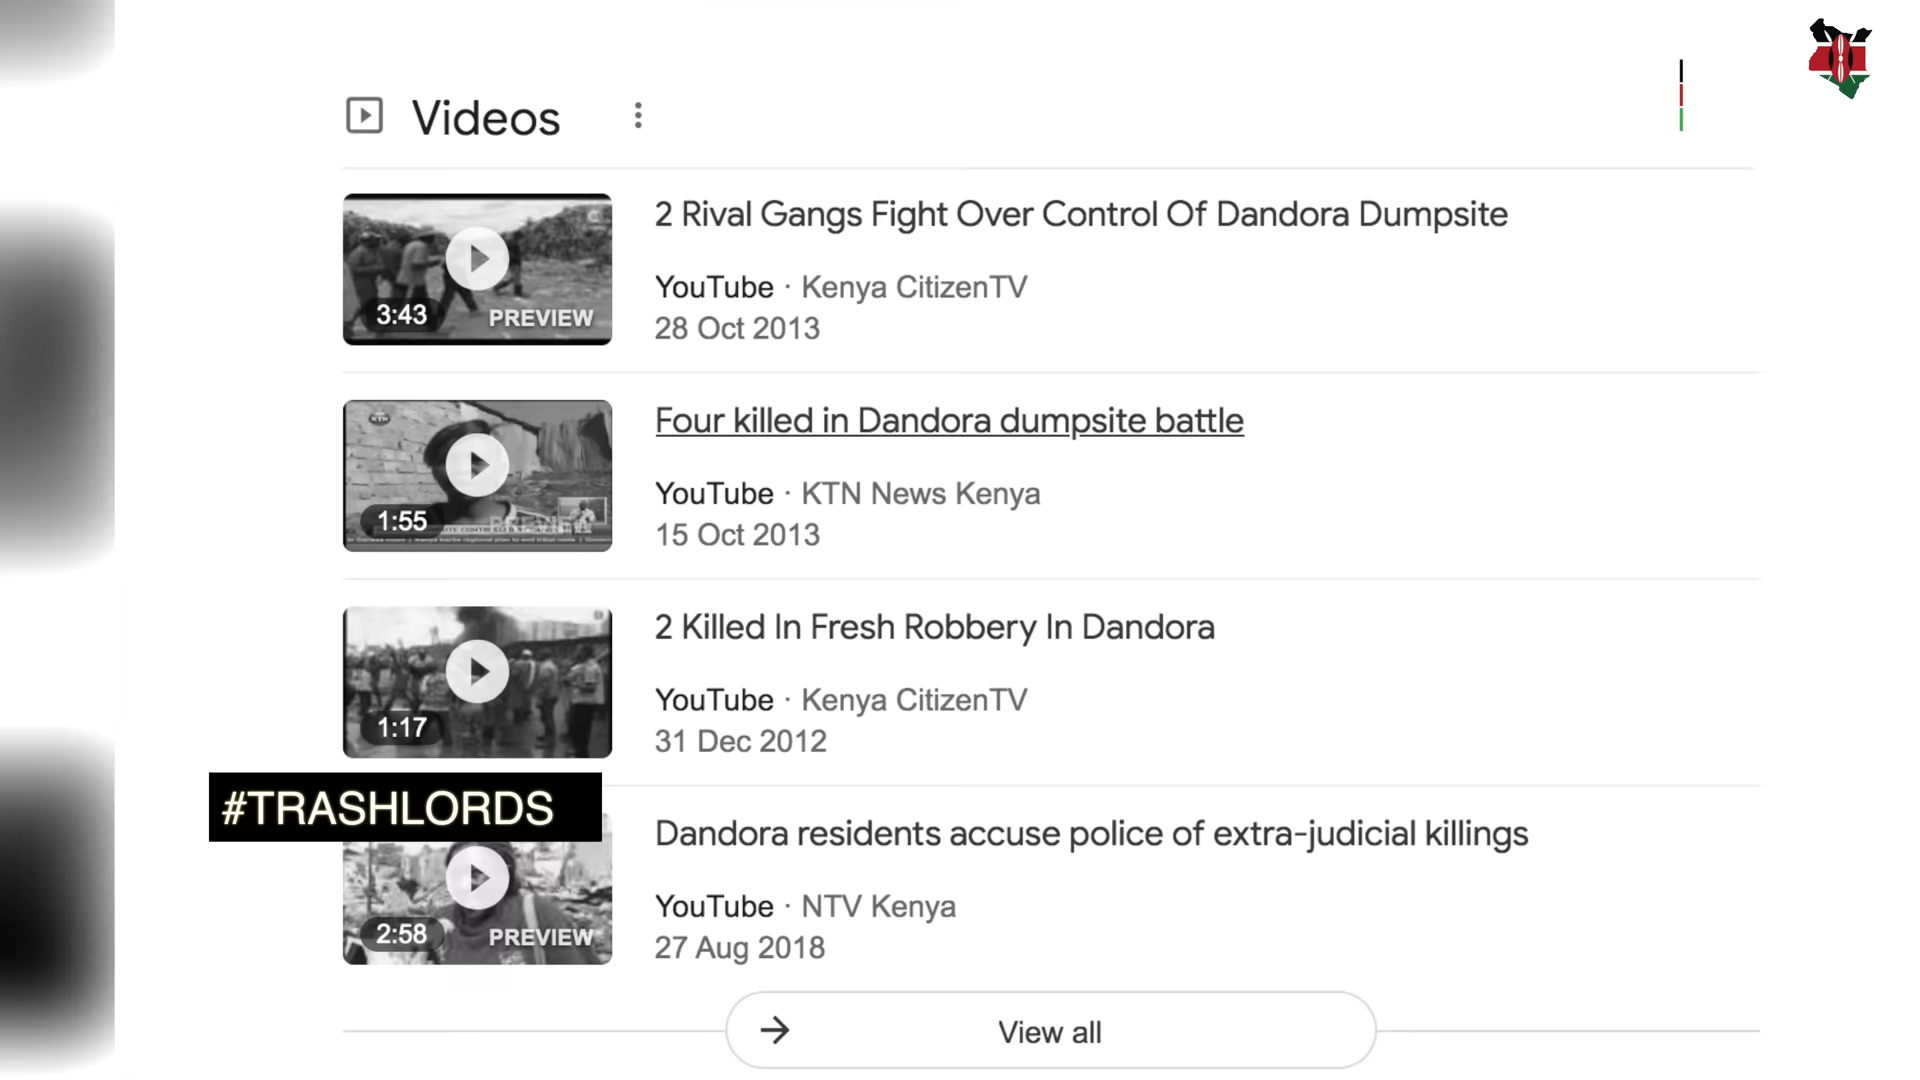 Videos
2 Rival Gangs Fight Over Control Of Dandora Dumpsite
YouTube · Kenya CitizenTV
28 Oct 2013
3:43
PREVIEW
Four killed in Dandora dumpsite battle
YouTube · KTN News Kenya
15 Oct 2013
KTN
1:55
PREVIEW
2 Killed In Fresh Robbery In Dandora
YouTube · Kenya CitizenTV
31 Dec 2012
1:17
#TRASHLORDS
Dandora residents accuse police of extra-judicial killings
YouTube · NTV Kenya
27 Aug 2018
2:58
PREVIEW
View all